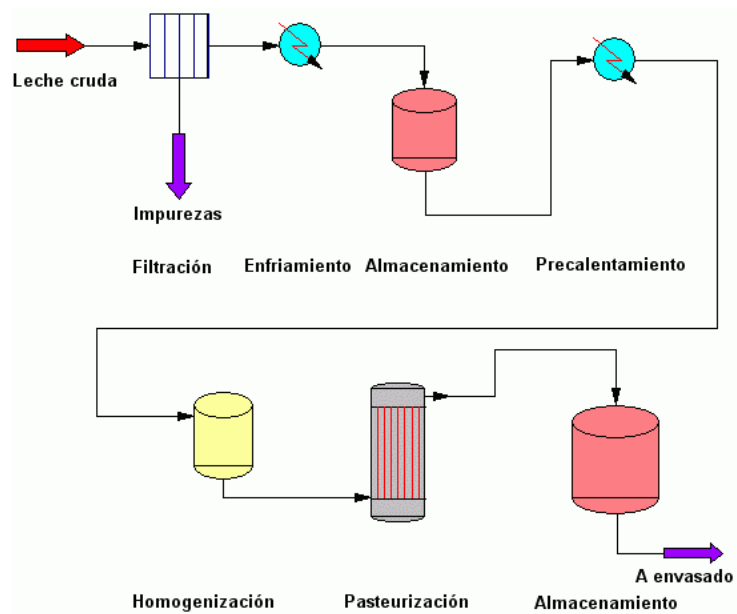 Leche cruda
Impurezas
Filtración
Enfriamiento
Almacenamiento
Precalentamiento
A envasado
Homogenización
Pasteurización
Almacenamiento